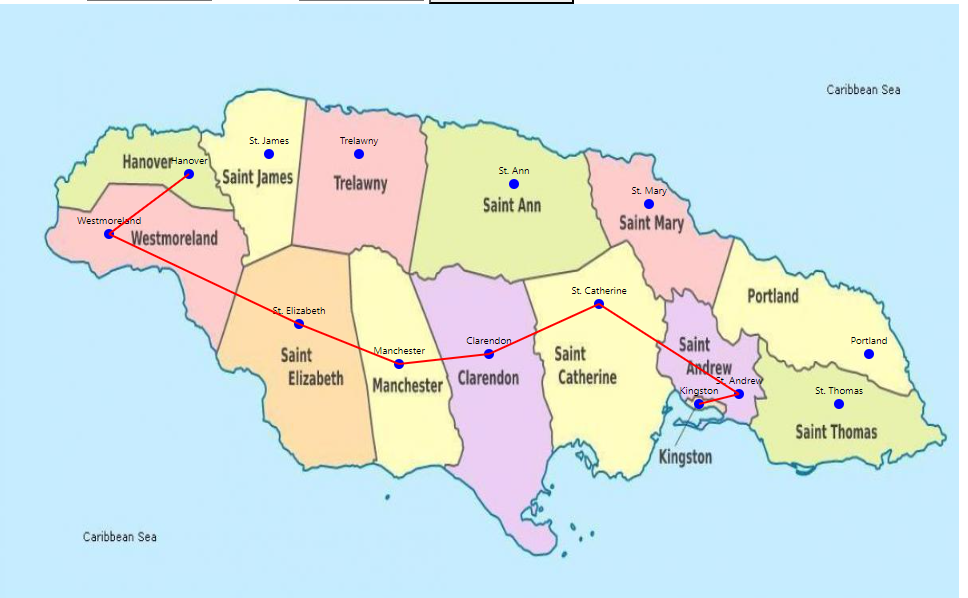 Caribbean Sea
St. James
Trelawny
Hanover
Hanover
Saint James
Trelawny
St. Ann
Saint Ann
St. Mary
Saint Mary
Westmoreland
Westmoreland
St. Catherine
Portland
St. Elizabeth
Manchester
Clarendon
Saint
Elizabeth
Manchester
Clarendon
Saint
Catherine
Saint
Andrew
St. Andrew
Kingston
Portland
St. Thomas
Saint Thomas
Kingston
Caribbean Sea